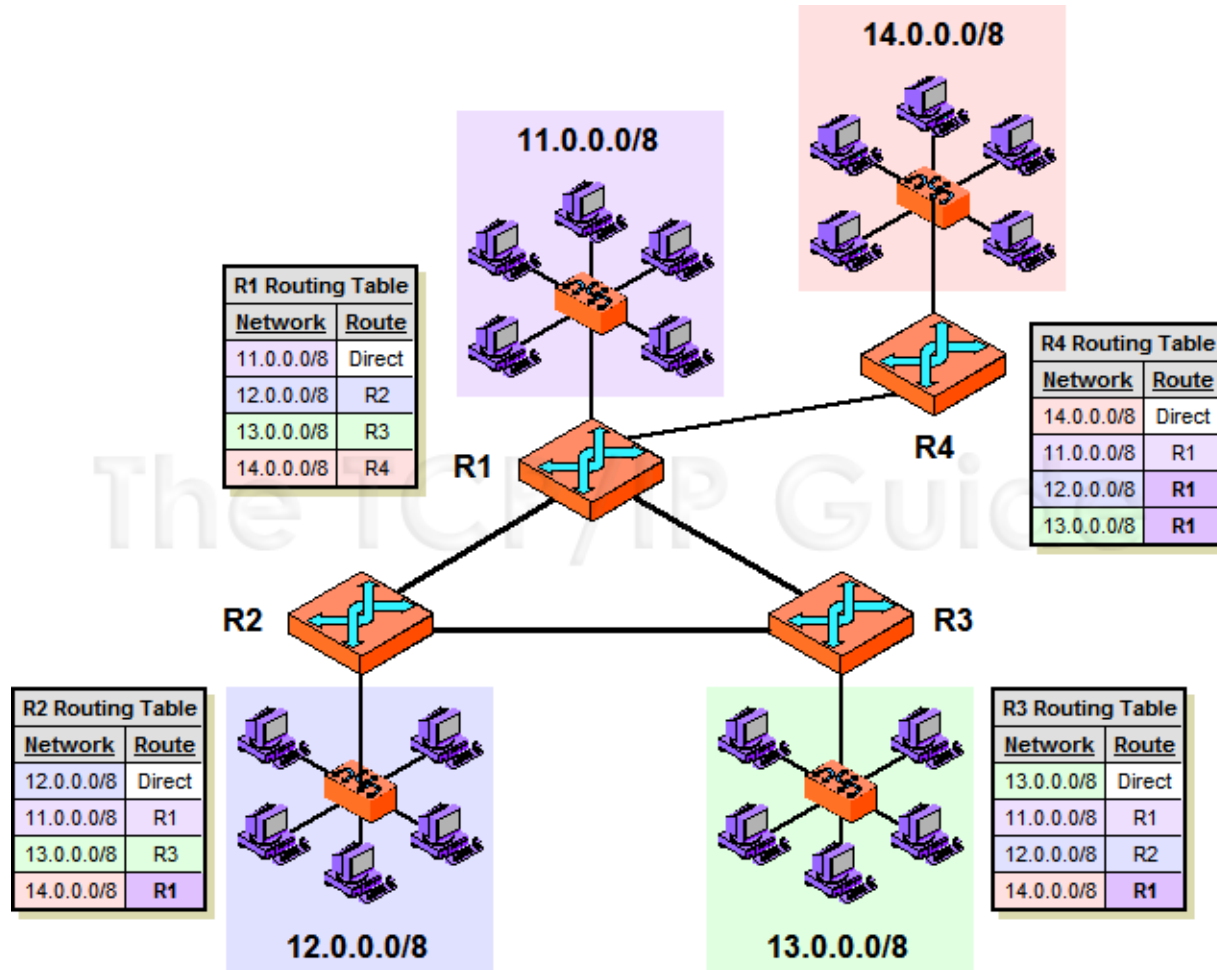 14.0.0.0/8
11.0.0.0/8
R1 Routing Table
Network Route
11.0.0.0/8 Direct
12.0.0.0/8 R2
13.0.0.0/8 R3
14.0.0.0/8 R4
R4 Routing Table
Network Route
14.0.0.0/8 Direct
11.0.0.0/8 R1
12.0.0.0/8 R1
13.0.0.0/8 R1
R1
R4
The TCP/IP Guide
R2
R3
R2 Routing Table
Network Route
12.0.0.0/8 Direct
11.0.0.0/8 R1
13.0.0.0/8 R3
14.0.0.0/8 R1
R3 Routing Table
Network Route
13.0.0.0/8 Direct
11.0.0.0/8 R1
12.0.0.0/8 R2
14.0.0.0/8 R1
12.0.0.0/8
13.0.0.0/8